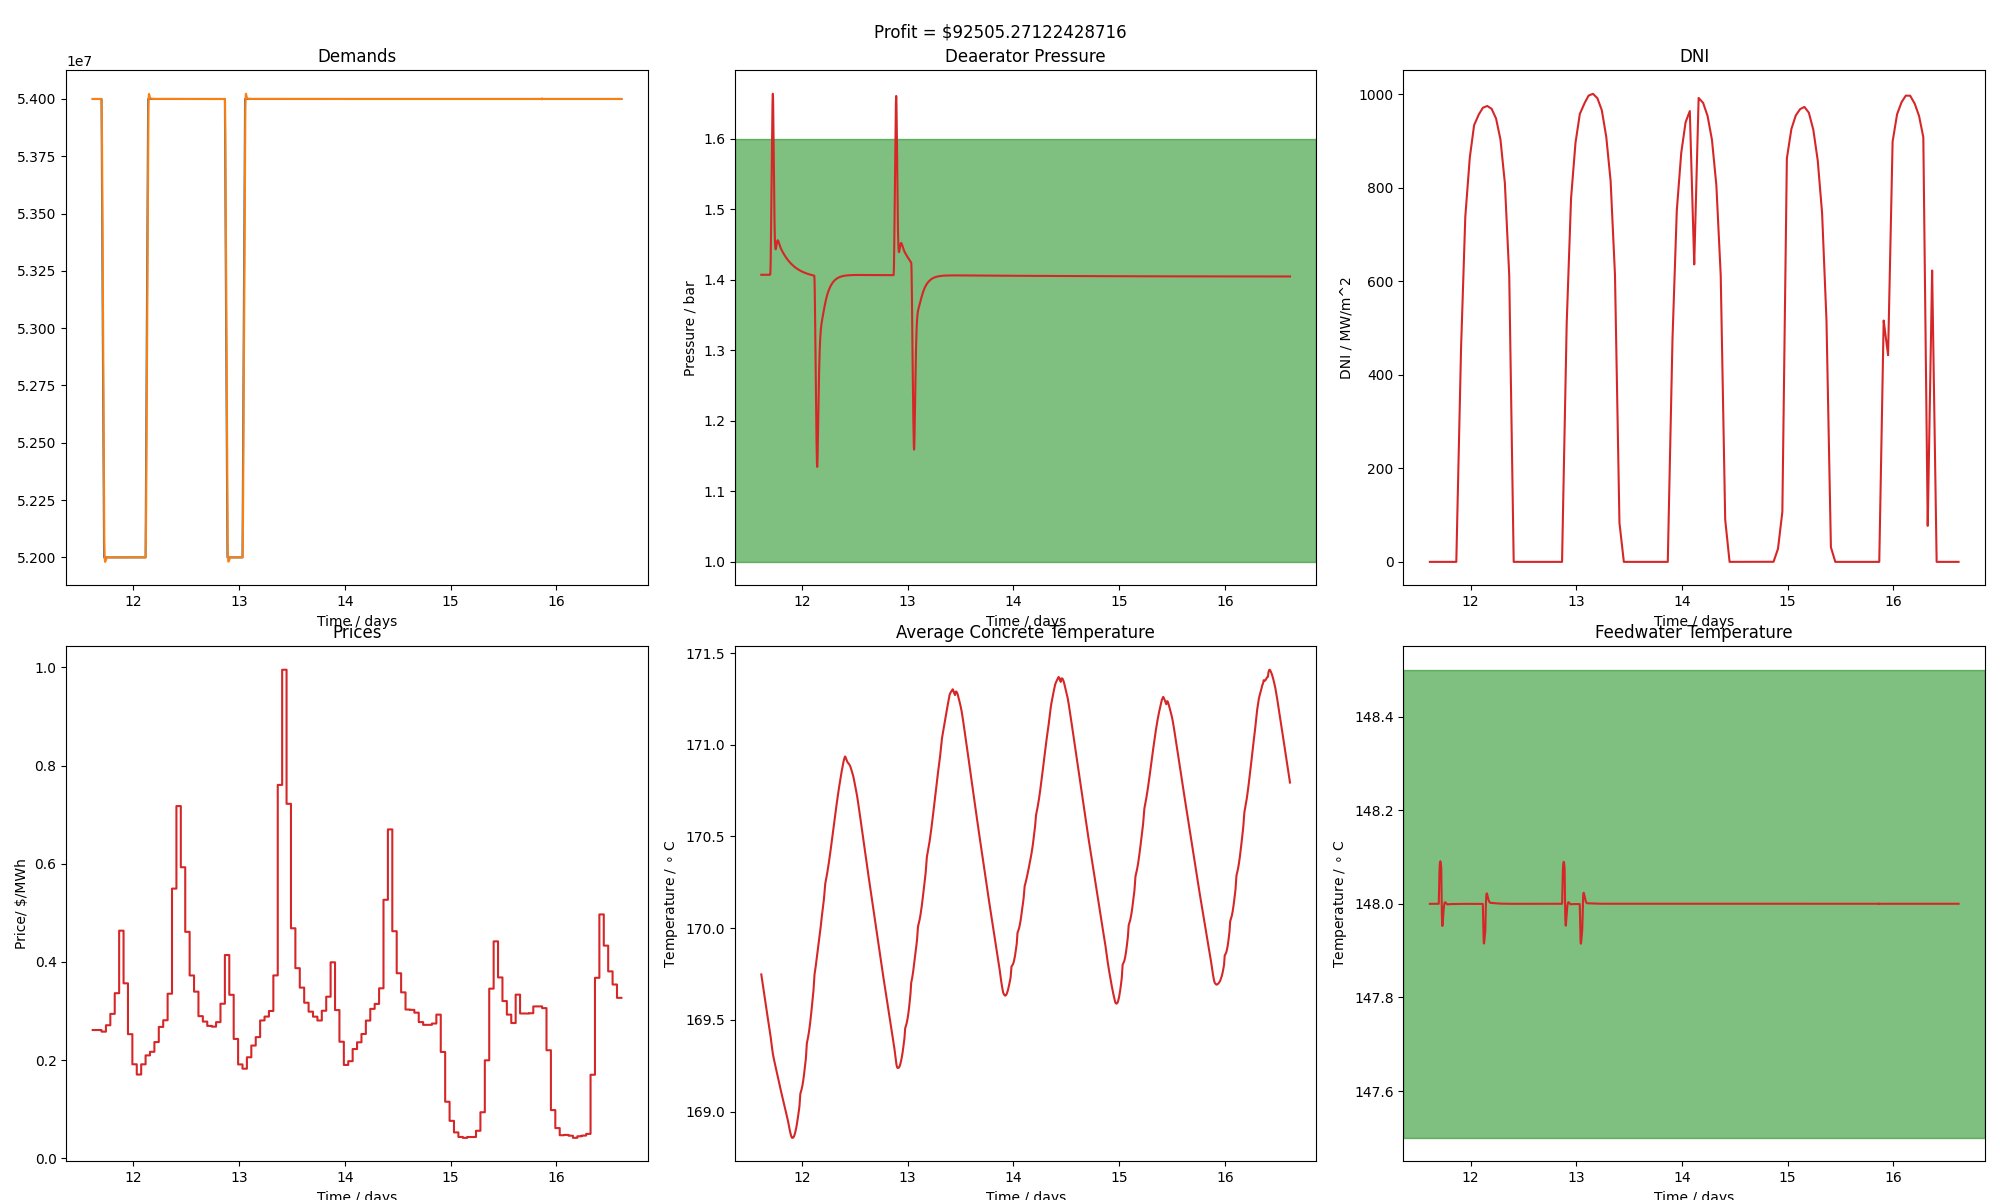 Profit = $92505.27122428716
Demands
1e7
5.400
5.375
5.350
5.325
5.300
5.275
5.250
5.225
5.200
12 13 14 15 16
Time / days
Deaerator Pressure
Pressure / bar
1.6
1.5
1.4
1.3
1.2
1.1
1.0
12 13 14 15 16
Time / days
DNI
DNI / MW/m^2
1000
800
600
400
200
0
12 13 14 15 16
Time / days
Prices
Price/ $/MWh
1.0
0.8
0.6
0.4
0.2
0.0
12 13 14 15 16
Time / days
Average Concrete Temperature
Temperature / ∘ C
171.5
171.0
170.5
170.0
169.5
169.0
12 13 14 15 16
Time / days
Feedwater Temperature
Temperature / ∘ C
148.4
148.2
148.0
147.8
147.6
12 13 14 15 16
Time / days